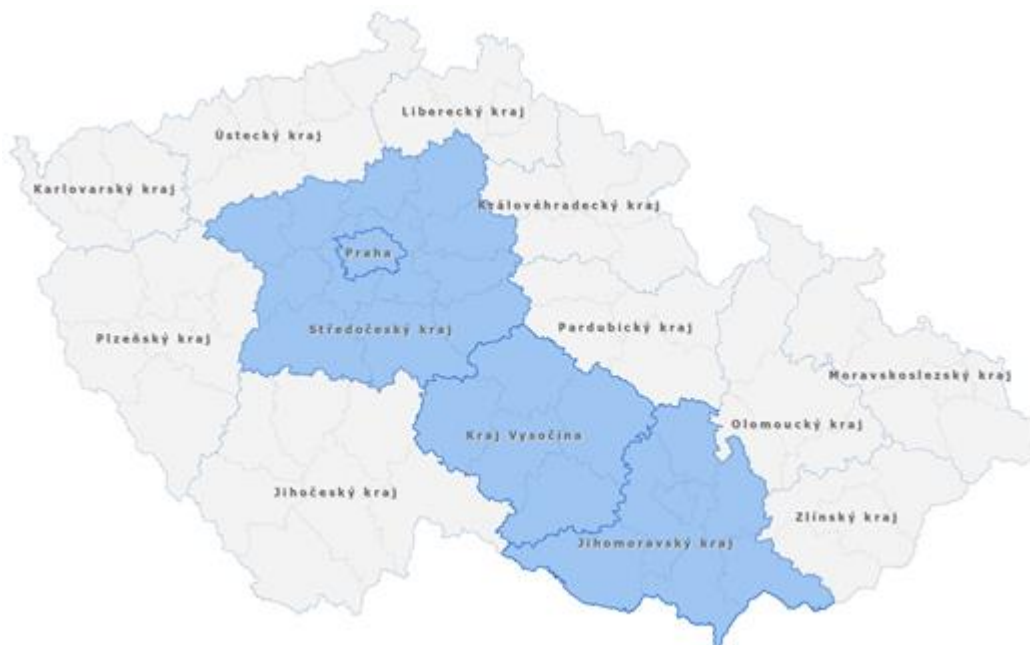 Liberecký kraj
Ústecký kraj
Karlovarský kraj
Královéhradecký kraj
Praha
Středočeský kraj
Pardubický kraj
Plzeňský kraj
Moravskoslezský kraj
Olomoucký kraj
Kraj Vysočina
Jihočeský kraj
Zlínský kraj
Jihomoravský kraj